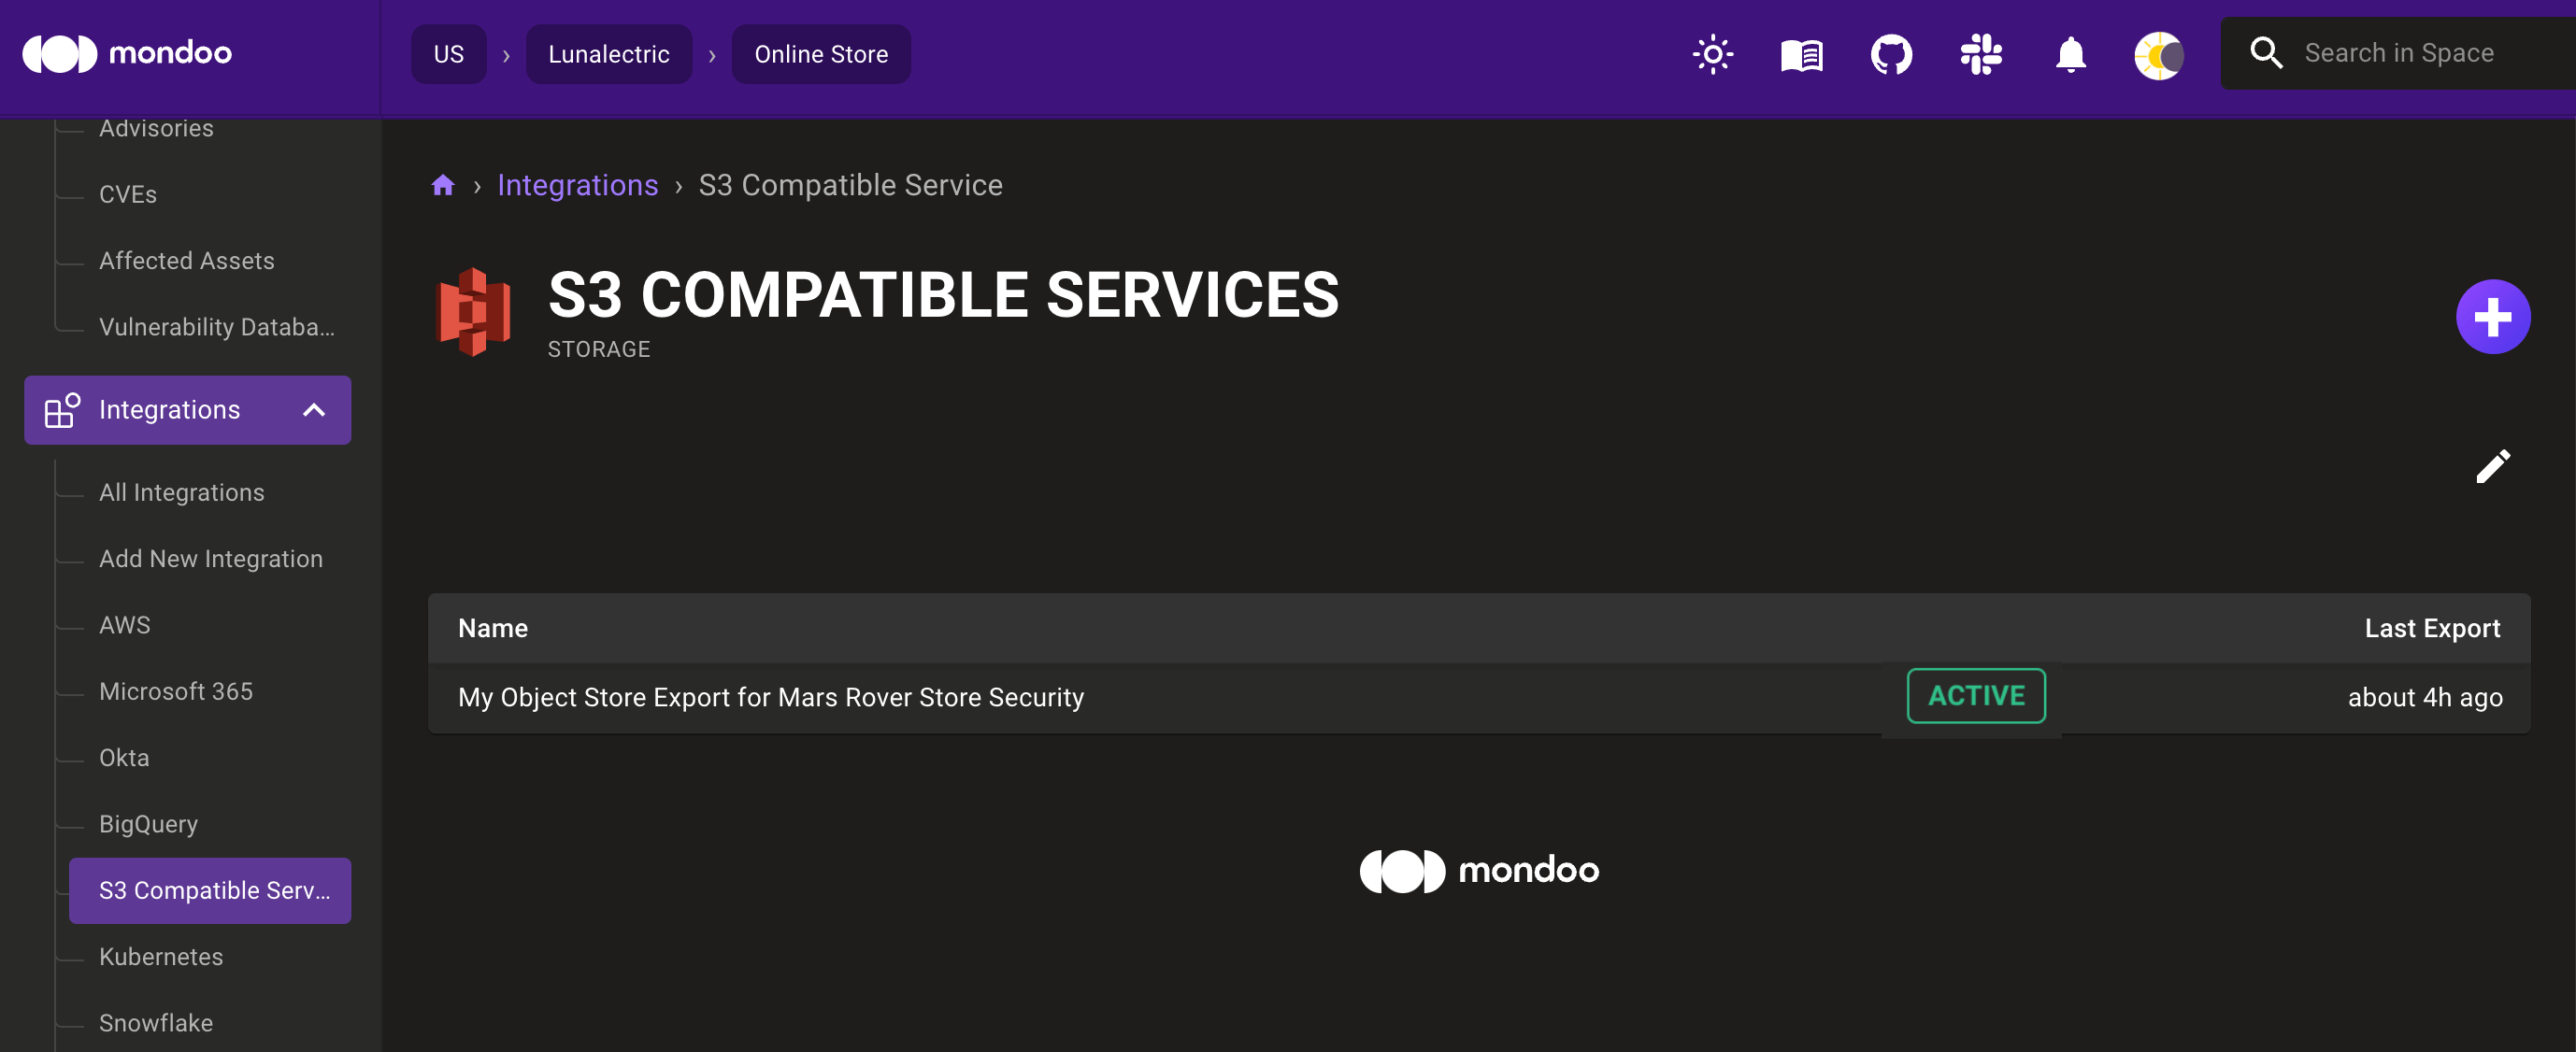 mondoo
US › Lunalectric › Online Store
Search in Space
Advisories
CVEs
Affected Assets
Vulnerability Databa...
Integrations
All Integrations
Add New Integration
AWS
Microsoft 365
Okta
BigQuery
S3 Compatible Serv...
Kubernetes
Snowflake
› Integrations › S3 Compatible Service
S3 COMPATIBLE SERVICES
STORAGE
Name Last Export
My Object Store Export for Mars Rover Store Security ACTIVE about 4h ago
mondoo